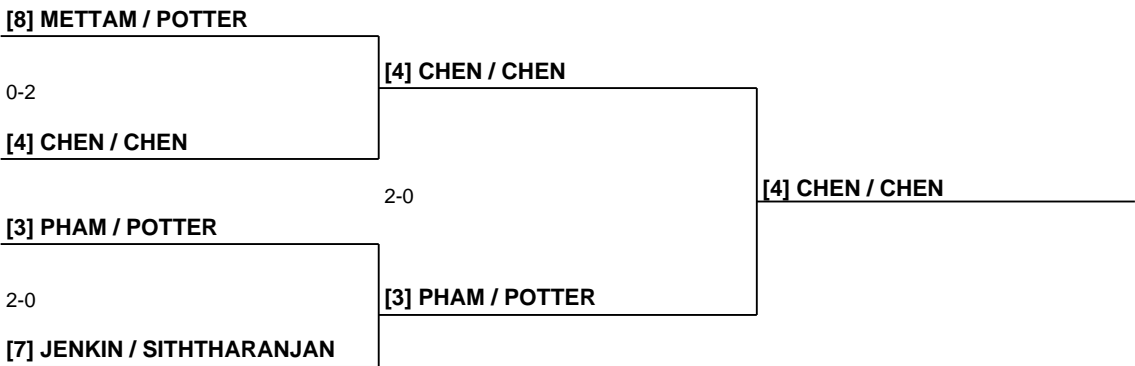 [8] METTAM / POTTER
[4] CHEN / CHEN
0-2
[4] CHEN / CHEN
2-0
[4] CHEN / CHEN
[3] PHAM / POTTER
2-0
[3] PHAM / POTTER
[7] JENKIN / SITHTHARANJAN